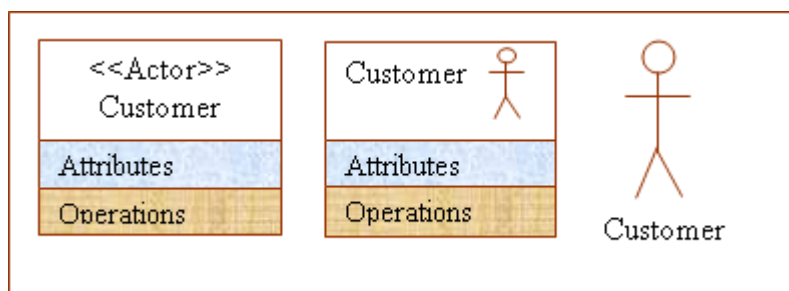 <<Actor>>
Customer
Attributes
Operations
Customer
Attributes
Operations
Customer